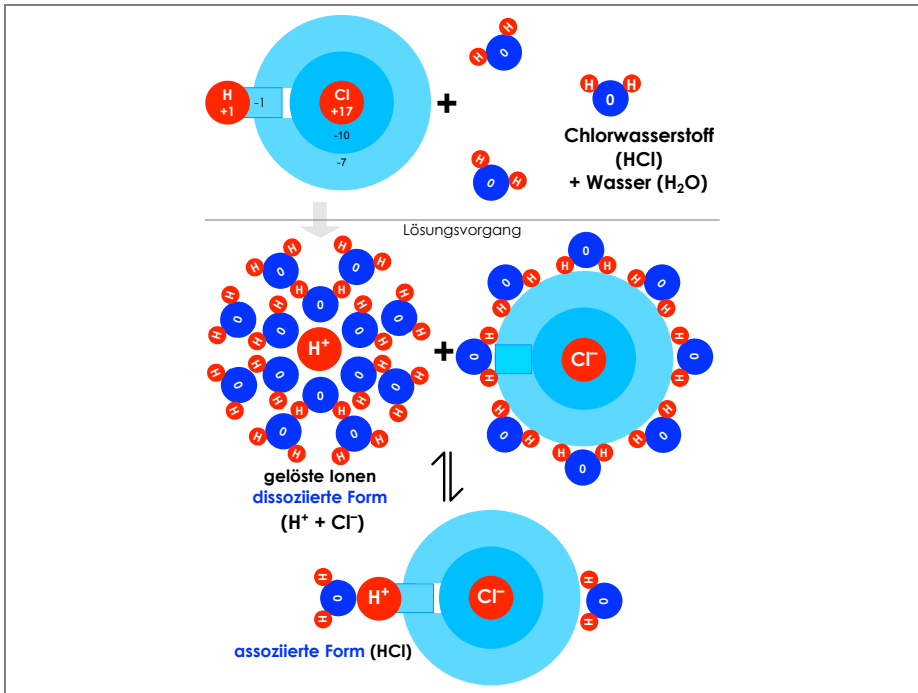 H
+1
-1
Cl
+17
-10
-7
+
H
H
O
H
H
O
H
H
O
Chlorwasserstoff
(HCl)
+ Wasser (H₂O)
Lösungsvorgang
H⁺
+
Cl⁻
gelöste Ionen
dissoziierte Form
(H⁺ + Cl⁻)
H
H
O
H⁺
Cl⁻
H
H
O
assoziierte Form (HCl)